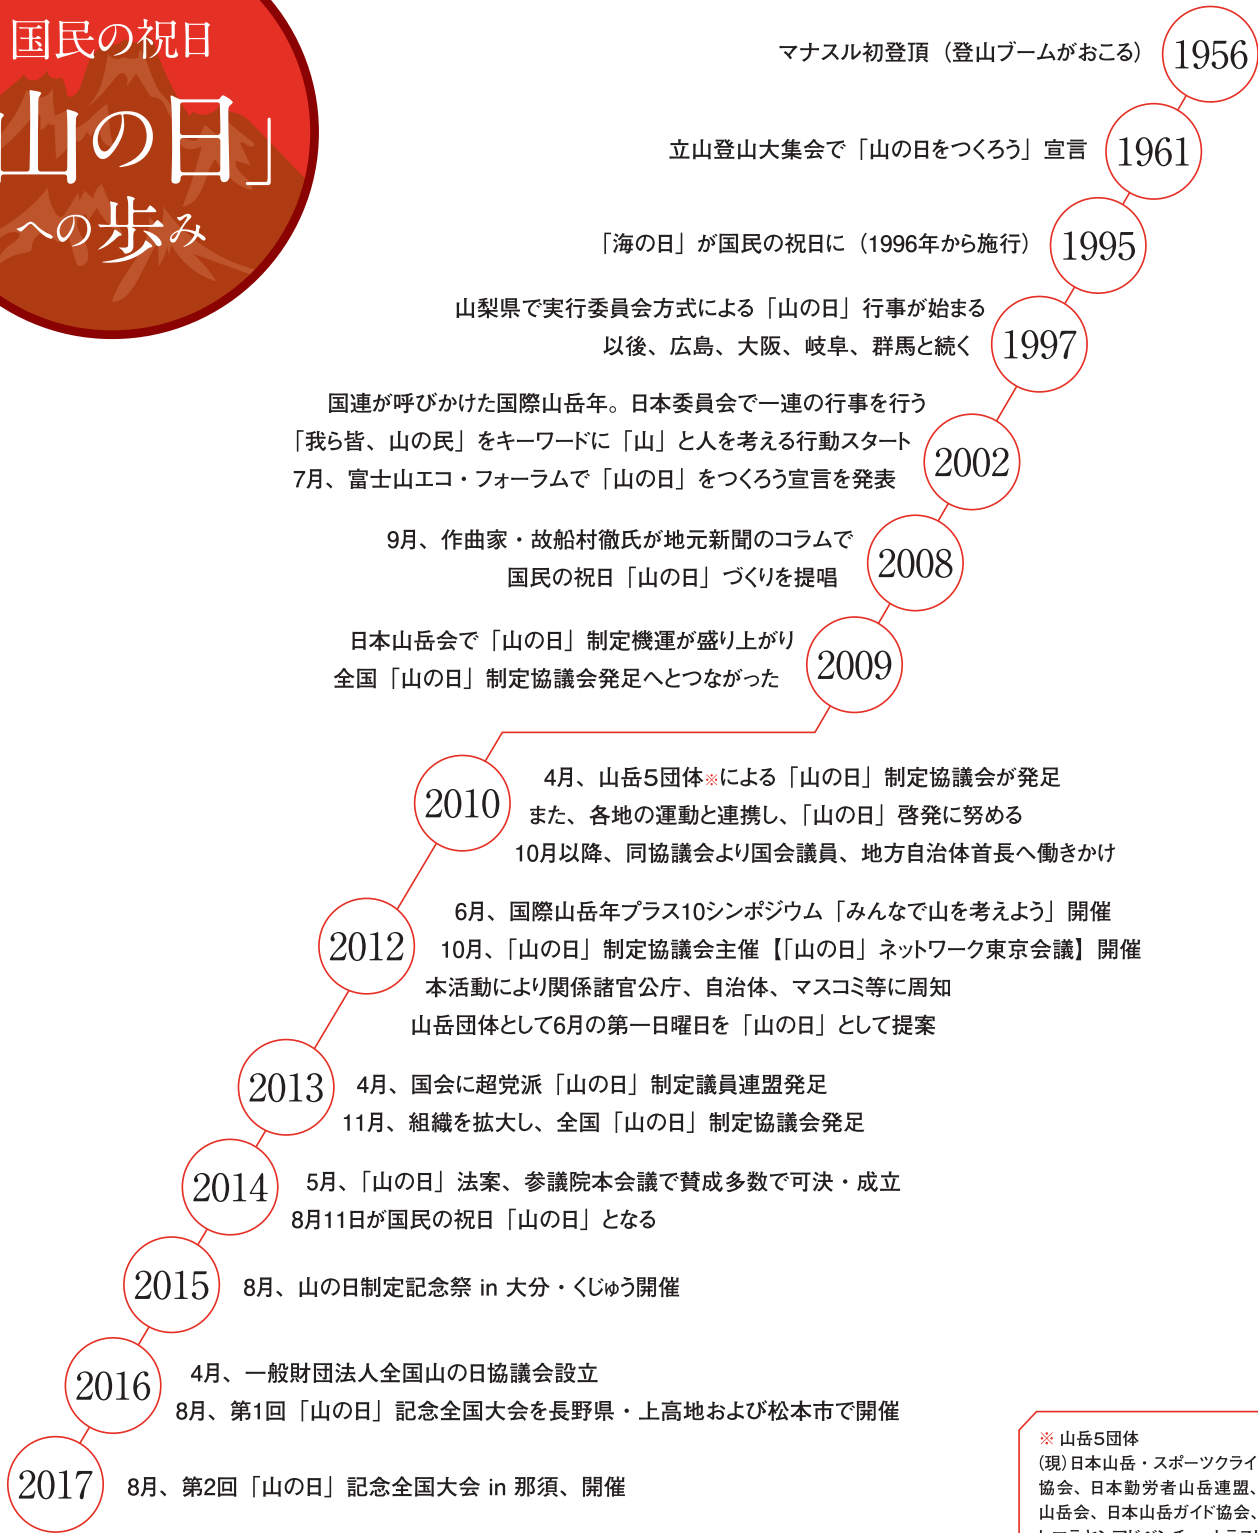 国民の祝日
山の日」
への歩み
マナスル初登頂（登山ブームがおこる）
1956
立山登山大集会で「山の日をつくろう」宣言
1961
「海の日」が国民の祝日に（1996年から施行）
1995
山梨県で実行委員会方式による「山の日」行事が始まる
以後、広島、大阪、岐阜、群馬と続く
1997
国連が呼びかけた国際山岳年。日本委員会で一連の行事を行う
「我ら皆、山の民」をキーワードに「山」と人を考える行動スタート
7月、富士山エコ・フォーラムで「山の日」をつくろう宣言を発表
2002
9月、作曲家・故船村徹氏が地元新聞のコラムで
国民の祝日「山の日」づくりを提唱
2008
日本山岳会で「山の日」制定機運が盛り上がり
全国「山の日」制定協議会発足へとつながった
2009
2010
4月、山岳5団体※による「山の日」制定協議会が発足
また、各地の運動と連携し、「山の日」啓発に努める
10月以降、同協議会より国会議員、地方自治体首長へ働きかけ
2012
6月、国際山岳年プラス10シンポジウム「みんなで山を考えよう」開催
10月、「山の日」制定協議会主催【「山の日」ネットワーク東京会議】開催
本活動により関係諸官公庁、自治体、マスコミ等に周知
山岳団体として6月の第一日曜日を「山の日」として提案
2013
4月、国会に超党派「山の日」制定議員連盟発足
11月、組織を拡大し、全国「山の日」制定協議会発足
2014
5月、「山の日」法案、参議院本会議で賛成多数で可決・成立
8月11日が国民の祝日「山の日」となる
2015
8月、山の日制定記念祭 in 大分・くじゅう開催
2016
4月、一般財団法人全国山の日協議会設立
8月、第1回「山の日」記念全国大会を長野県・上高地および松本市で開催
2017
8月、第2回「山の日」記念全国大会 in 那須、開催
※ 山岳5団体
(現)日本山岳・スポーツクライ
協会、日本勤労者山岳連盟、
山岳会、日本山岳ガイド協会、